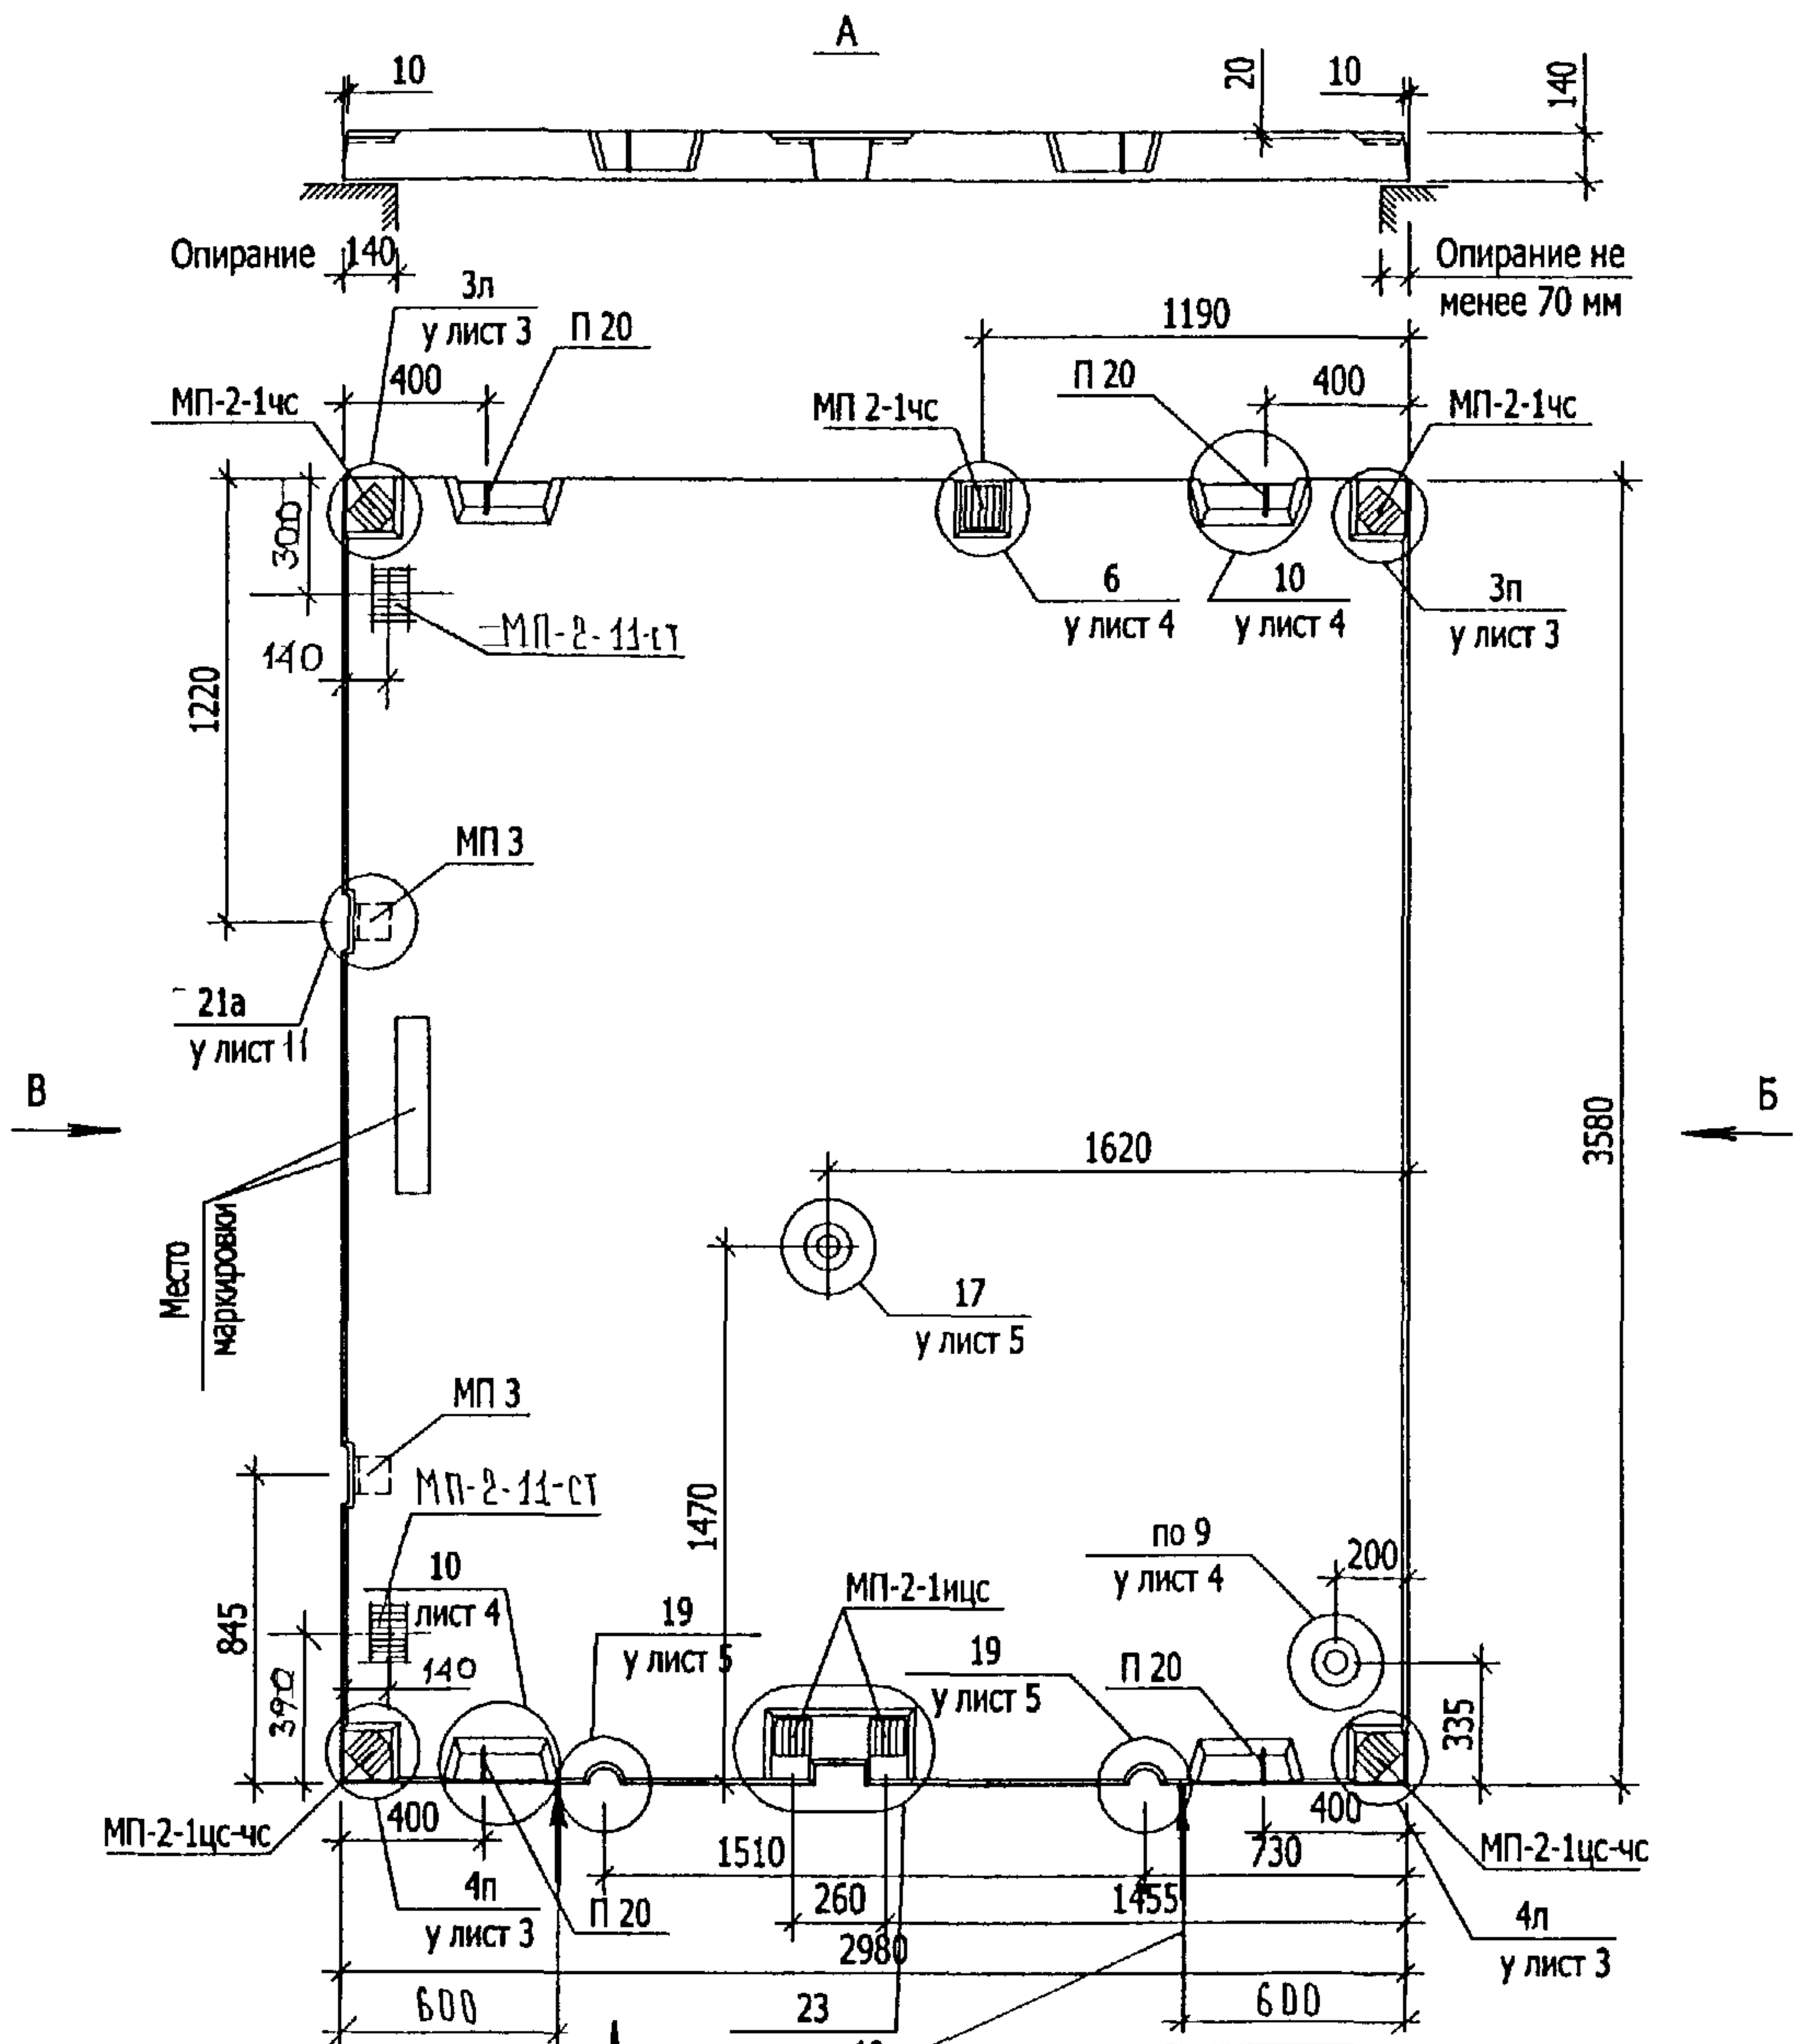 А
10
20
10
140
Опирание
140
Опирание не
менее 70 мм
3л
у лист 3
П 20
1190
МП-2-1чс
400
МП 2-1чс
П 20
400
МП-2-1чс
300
6
у лист 4
10
у лист 4
3п
у лист 3
МП-2-11-ст
140
1220
МП 3
21а
у лист 11
В
Б
3580
1620
Место
маркировки
17
у лист 5
МП 3
МП-2-11-ст
1470
845
10
лист 4
19
у лист 5
МП-2-1ицс
по 9
у лист 4
200
19
у лист 5
П 20
390
140
335
МП-2-1цс-чс
400
400
МП-2-1цс-чс
1510
730
4п
у лист 3
П 20
260
1455
4л
у лист 3
2980
600
23
600